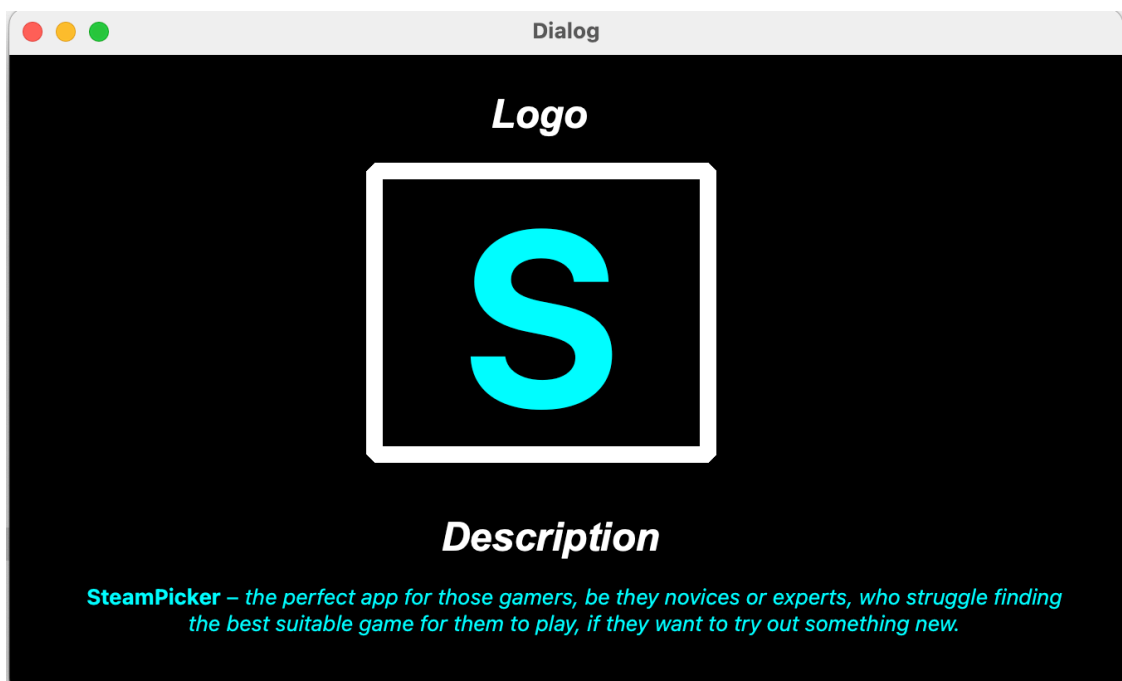 Dialog
Logo
S
Description
SteamPicker – the perfect app for those gamers, be they novices or experts, who struggle finding
the best suitable game for them to play, if they want to try out something new.